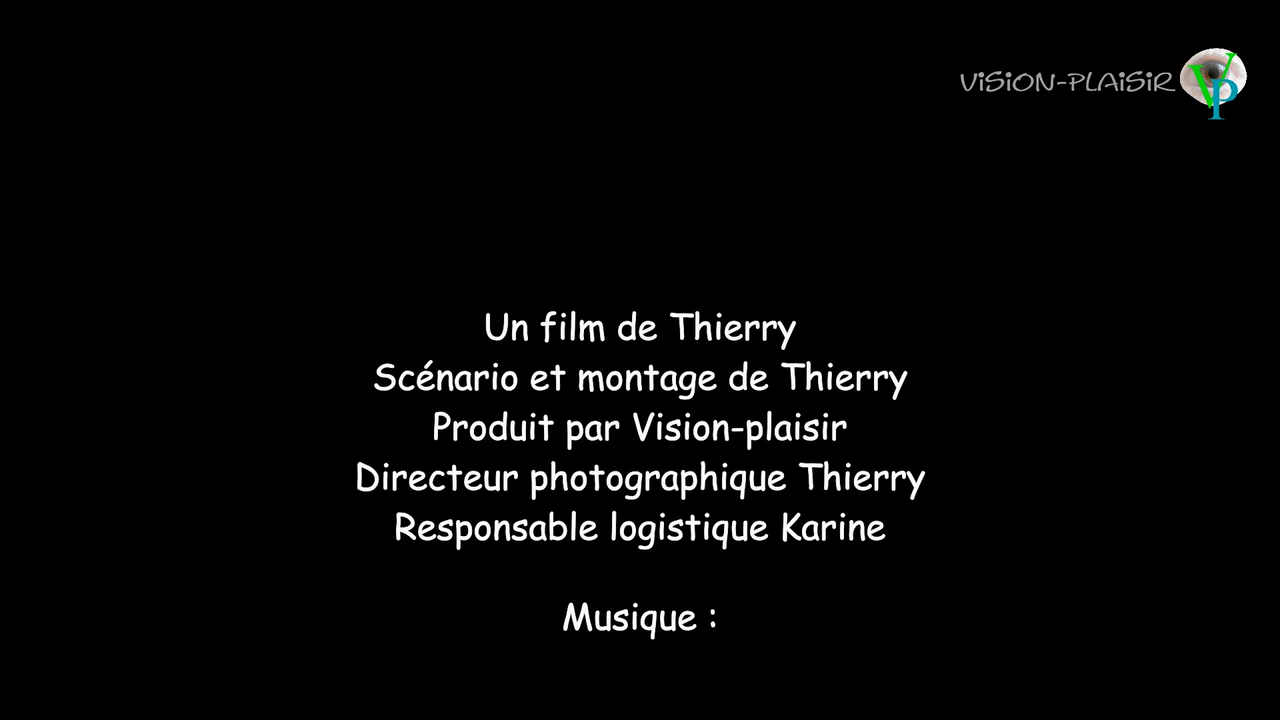 VISION-PLAISIR VP
Un film de Thierry
Scénario et montage de Thierry
Produit par Vision-plaisir
Directeur photographique Thierry
Responsable logistique Karine
Musique :